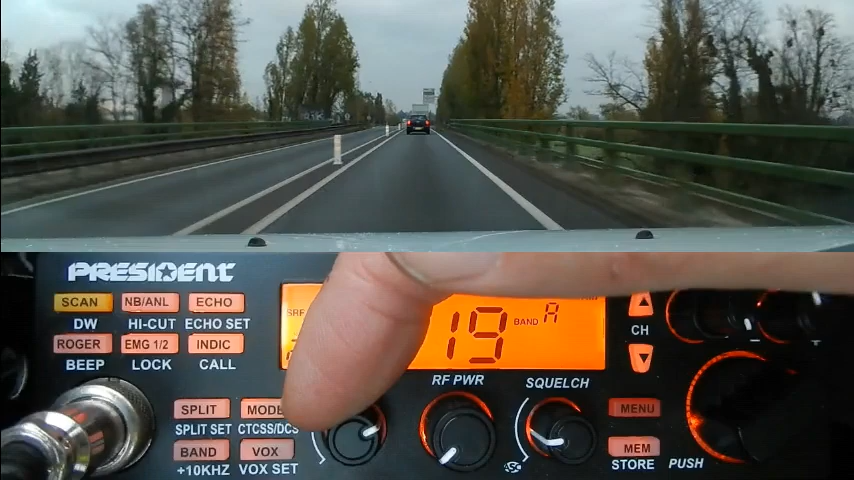 PRESIDENT
SCAN NB/ANL ECHO
DW HI-CUT ECHO SET
ROGER EMG 1/2 INDIC
BEEP LOCK CALL
SPLIT MODE
SPLIT SET CTCSS/DCS
BAND VOX
+10KHZ VOX SET
19 BAND A
RF PWR SQUELCH
CH
MENU
MEM
STORE PUSH
ASC